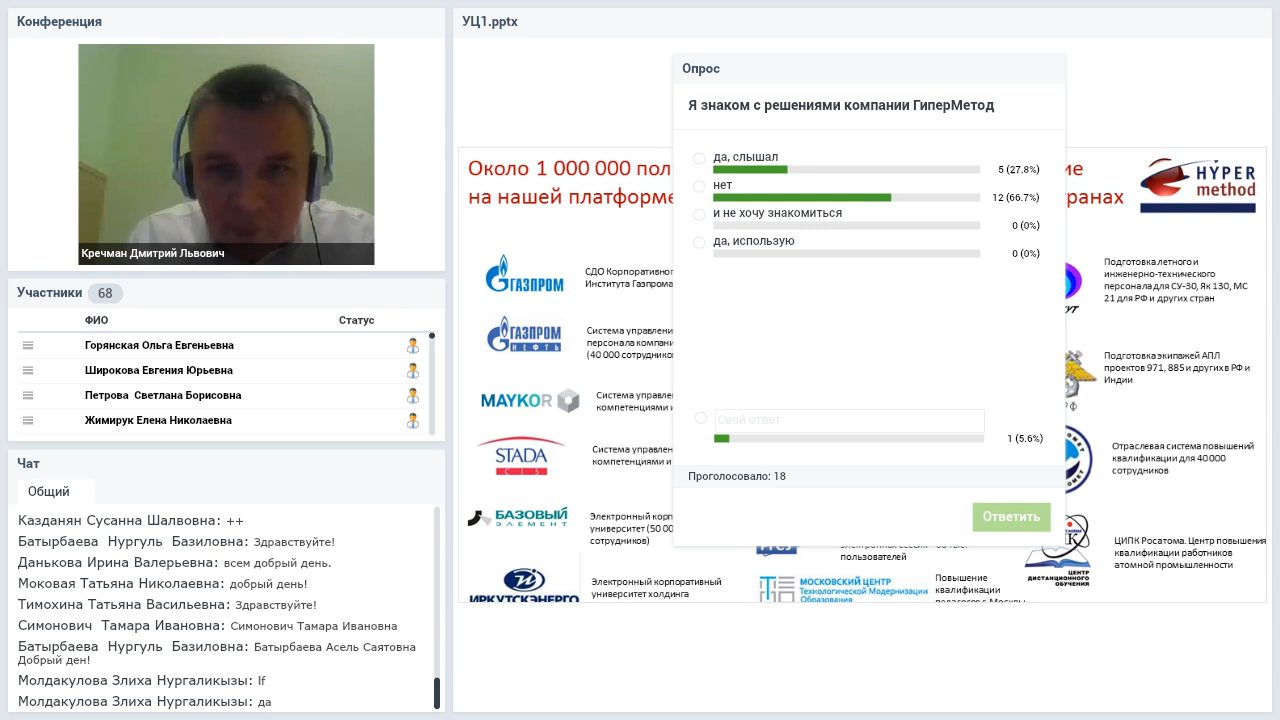 Конференция
Кречман Дмитрий Львович
Участники 68
ФИО Статус
Горянская Ольга Евгеньевна
Широкова Евгения Юрьевна
Петрова  Светлана Борисовна
Жимирук Елена Николаевна
Чат
Общий
Казданян Сусанна Шалвовна: ++
Батырбаева  Нургуль  Базиловна: Здравствуйте!
Данькова Ирина Валерьевна: всем добрый день.
Моковая Татьяна Николаевна: добрый день!
Тимохина Татьяна Васильевна: Здравствуйте!
Симонович  Тамара Ивановна: Симонович Тамара Ивановна
Батырбаева  Нургуль  Базиловна: Батырбаева Асель Саятовна
Добрый ден!
Молдакулова Злиха Нургаликызы: lf
Молдакулова Злиха Нургаликызы: да
УЦ1.pptx
Опрос
Я знаком с решениями компании ГиперМетод
да, слышал
5 (27.8%)
нет
12 (66.7%)
и не хочу знакомиться
0 (0%)
да, использую
0 (0%)
Свой ответ
1 (5.6%)
Проголосовало: 18
Ответить
Около 1 000 000 пол
на нашей платформе
HYPER
method
ГАЗПРОМ
СДО Корпоративног
Института Газпрома
ГАЗПРОМ
НЕФТЬ
Система управлени
персонала компани
(40 000 сотрудников
MAYKOR
Система управлен
компетенциями и
STADA
CIS
Система управлен
компетенциями и
БАЗОВЫЙ
ЭЛЕМЕНТ
Электронный корп
университет (50 00
сотрудников)
ИРКУТСКЭНЕРГО
Электронный корпоративный
университет холдинга
пользователей
МОСКОВСКИЙ ЦЕНТР
Технологической Модернизации
Образования
Повышение
квалификации
Подготовка летного и
инженерно-технического
персонала для СУ-30, Як 130, МС
21 для РФ и других стран
Подготовка экипажей АПЛ
проектов 971, 885 и других в РФ и
Индии
Отраслевая система повышений
квалификации для 40 000
сотрудников
ЦЕНТР
ДИСТАНЦИОННОГО
ОБУЧЕНИЯ
ЦИПК Росатома. Центр повышения
квалификации работников
атомной промышленности